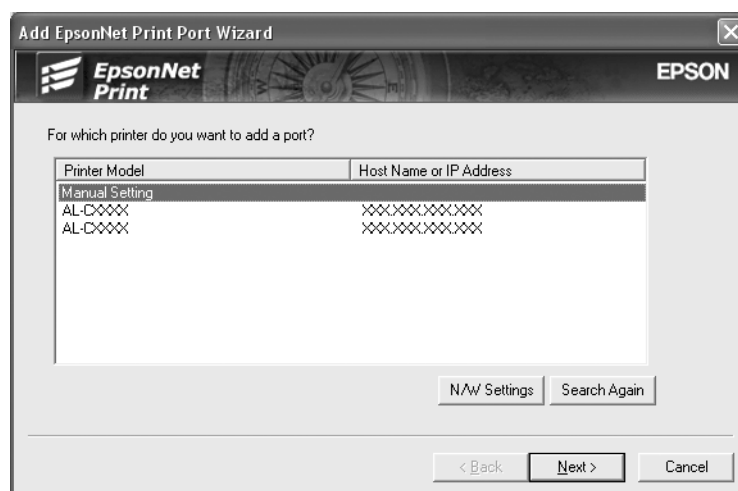 Add EpsonNet Print Port Wizard
EpsonNet
Print
EPSON
For which printer do you want to add a port?
Printer Model Host Name or IP Address
Manual Setting
AL-CXXXX XXX.XXX.XXX.XXX
AL-CXXXX XXX.XXX.XXX.XXX
N/W Settings Search Again
< Back Next > Cancel